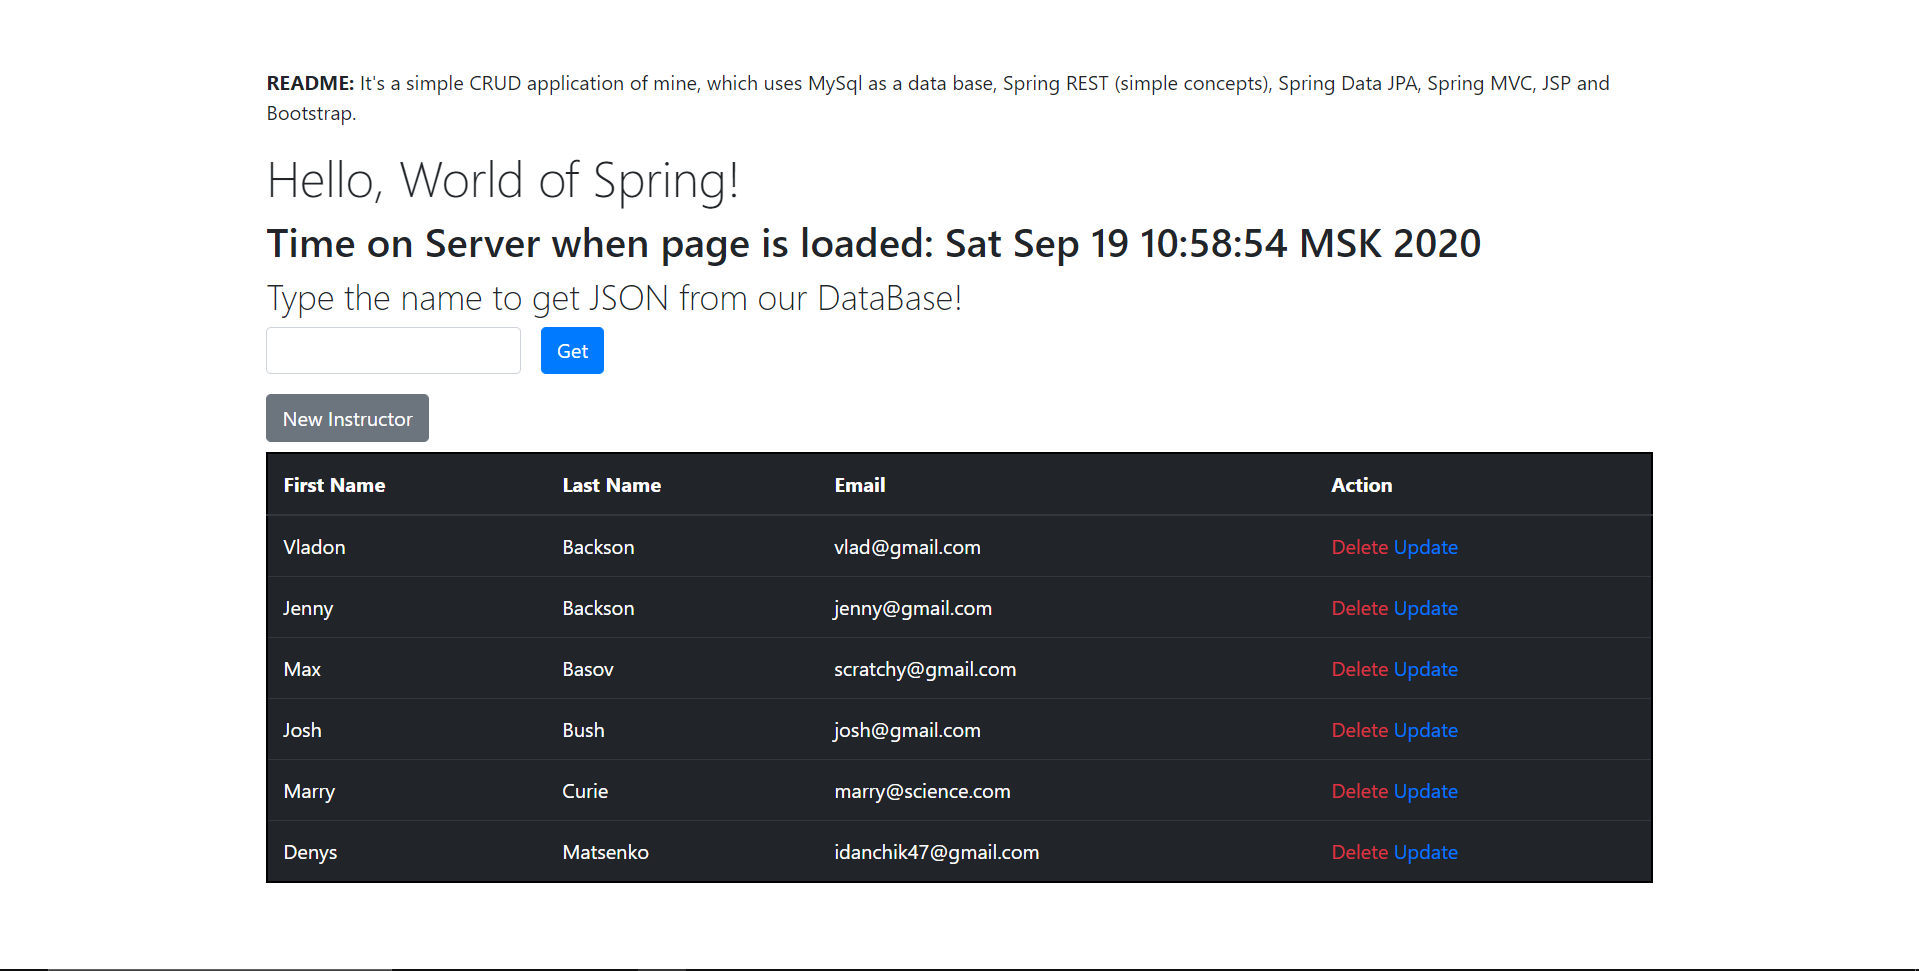 README: It's a simple CRUD application of mine, which uses MySql as a data base, Spring REST (simple concepts), Spring Data JPA, Spring MVC, JSP and
Bootstrap.
Hello, World of Spring!
Time on Server when page is loaded: Sat Sep 19 10:58:54 MSK 2020
Type the name to get JSON from our DataBase!
Get
New Instructor
First Name Last Name Email Action
Vladon Backson vlad@gmail.com Delete Update
Jenny Backson jenny@gmail.com Delete Update
Max Basov scratchy@gmail.com Delete Update
Josh Bush josh@gmail.com Delete Update
Marry Curie marry@science.com Delete Update
Denys Matsenko idanchik47@gmail.com Delete Update